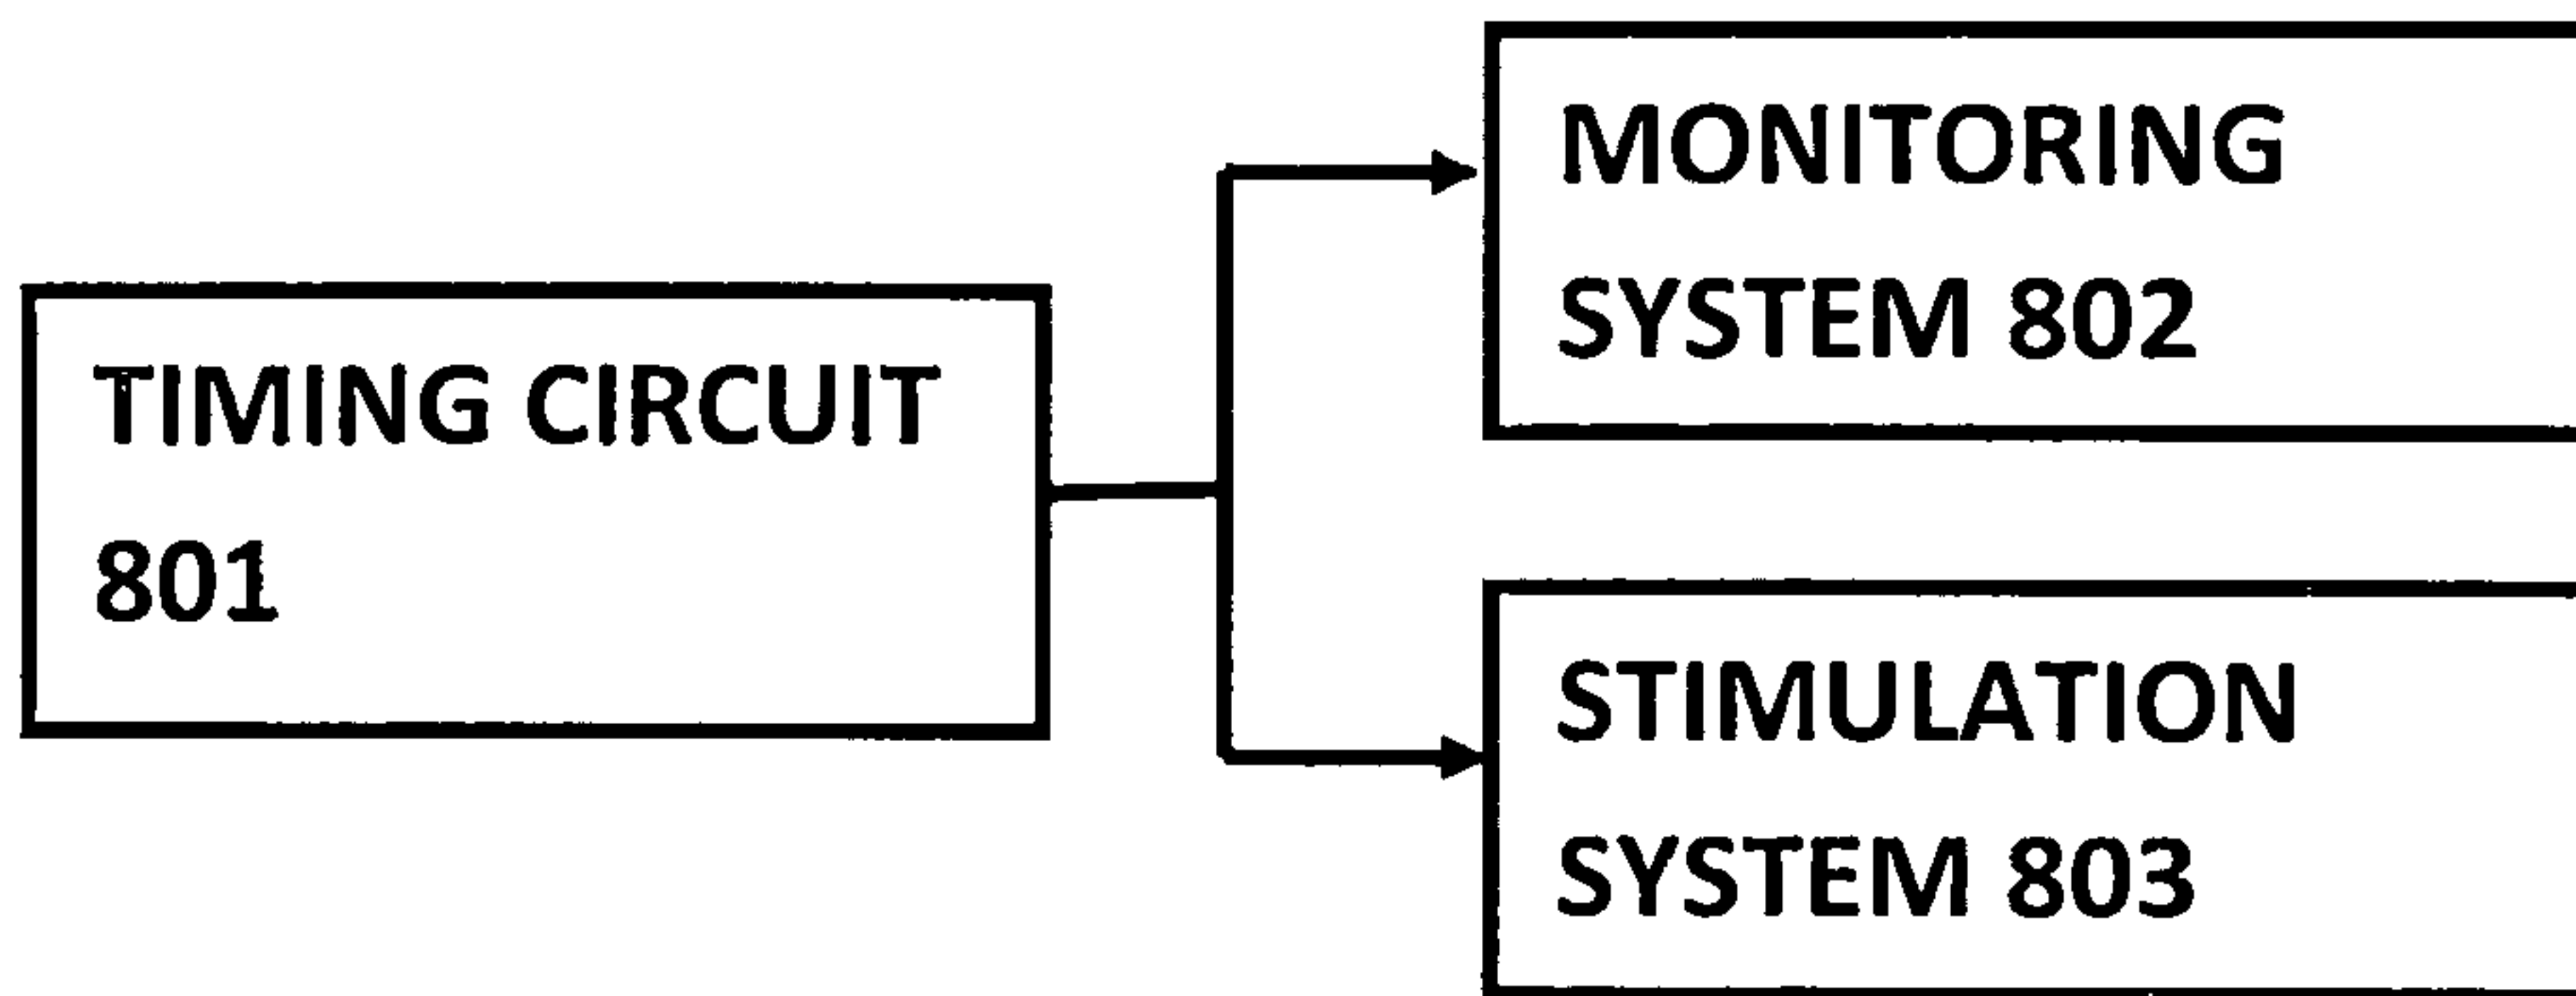 MONITORING
SYSTEM 802
TIMING CIRCUIT
801
STIMULATION
SYSTEM 803